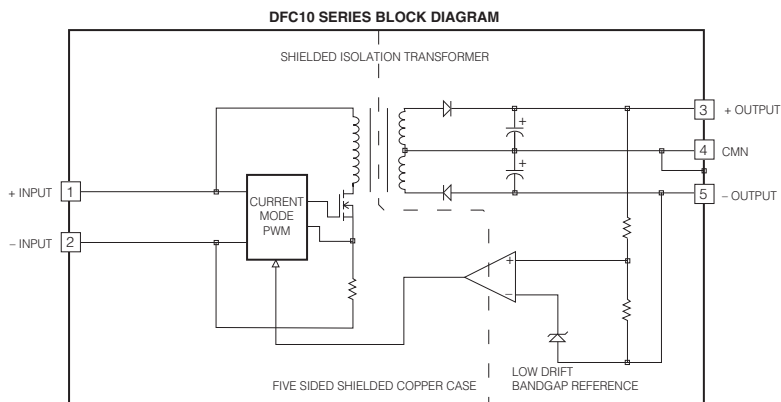 DFC10 SERIES BLOCK DIAGRAM
SHIELDED ISOLATION TRANSFORMER
3 + OUTPUT
+
4 CMN
+
+ INPUT 1
5 – OUTPUT
CURRENT
MODE
PWM
– INPUT 2
+
–
LOW DRIFT
BANDGAP REFERENCE
FIVE SIDED SHIELDED COPPER CASE